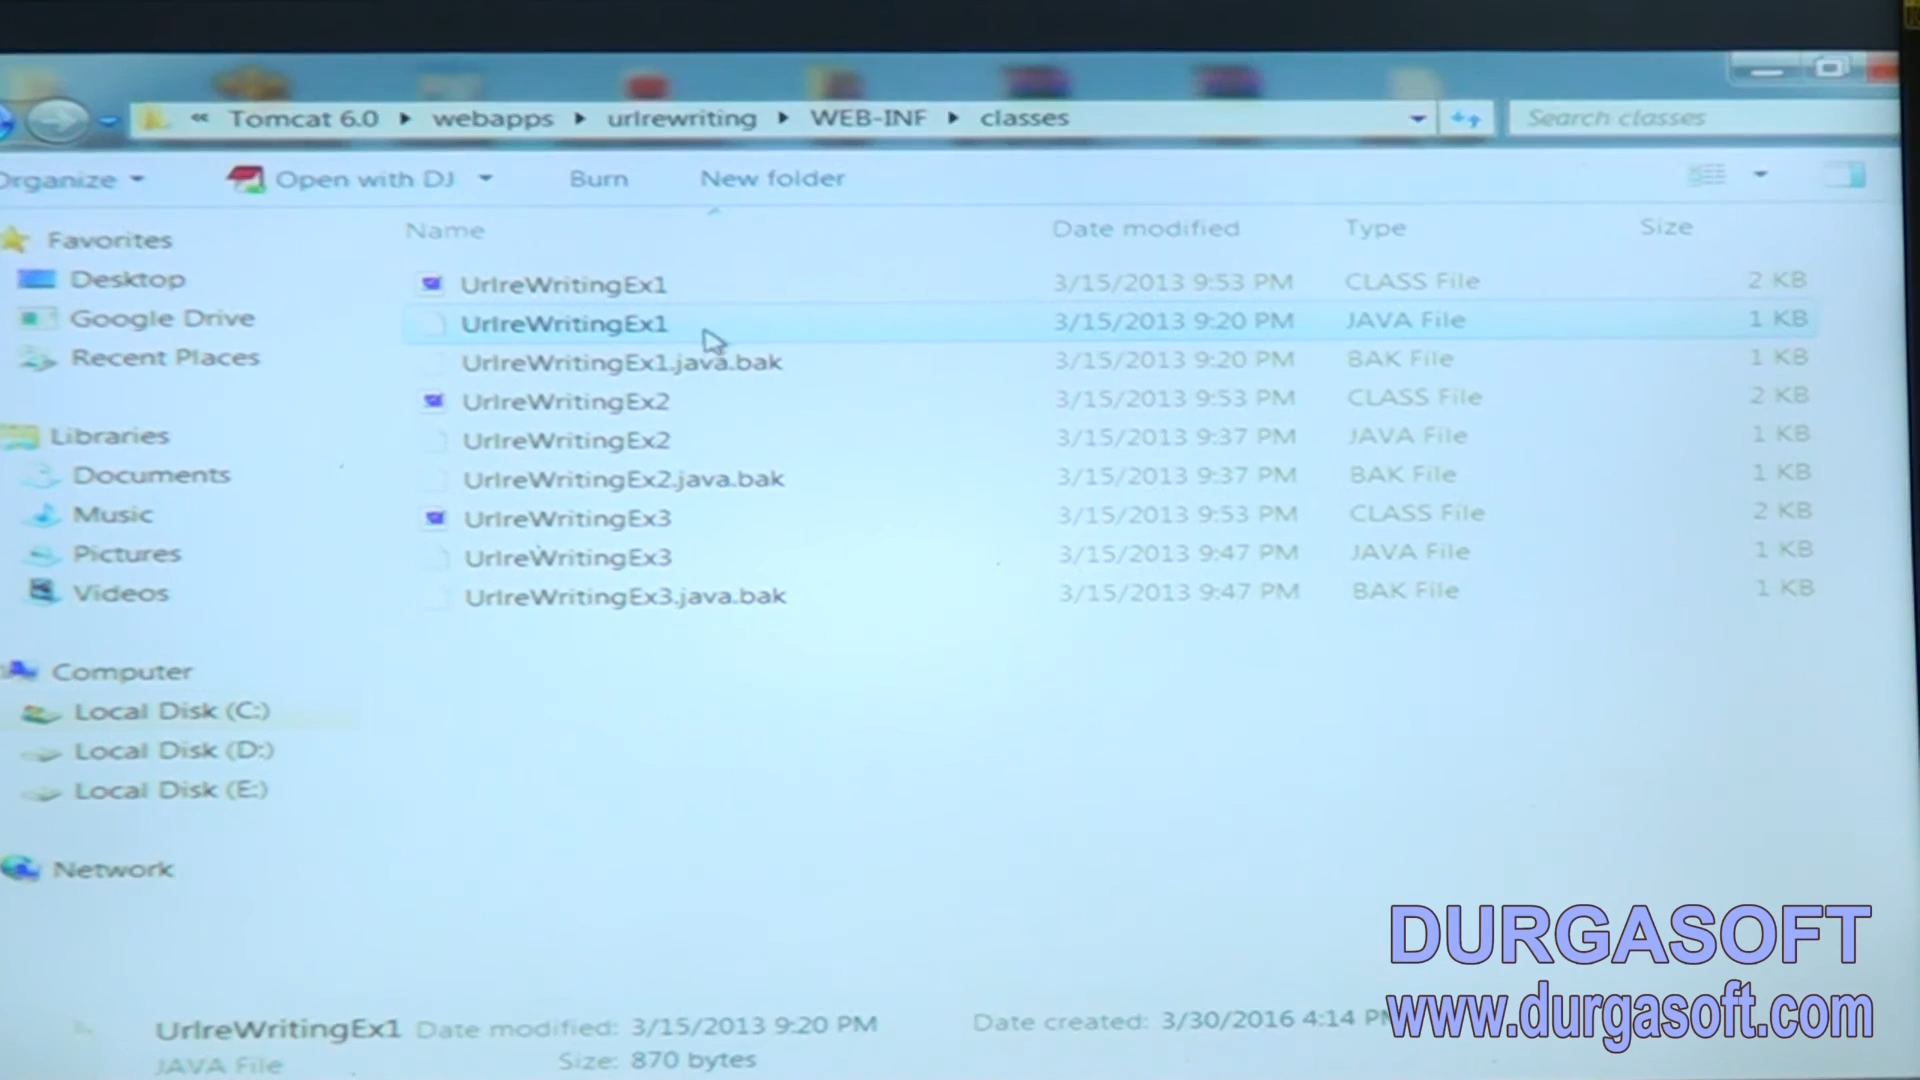 « Tomcat 6.0 ▸ webapps ▸ urlrewriting ▸ WEB-INF ▸ classes
Search classes
Organize
Open with DJ
Burn
New folder
Name
Date modified
Type
Size
Favorites
Desktop
Google Drive
Recent Places
Libraries
Documents
Music
Pictures
Videos
Computer
Local Disk (C:)
Local Disk (D:)
Local Disk (E:)
Network
UrlreWritingEx1 3/15/2013 9:53 PM CLASS File 2 KB
UrlreWritingEx1 3/15/2013 9:20 PM JAVA File 1 KB
UrlreWritingEx1.java.bak 3/15/2013 9:20 PM BAK File 1 KB
UrlreWritingEx2 3/15/2013 9:53 PM CLASS File 2 KB
UrlreWritingEx2 3/15/2013 9:37 PM JAVA File 1 KB
UrlreWritingEx2.java.bak 3/15/2013 9:37 PM BAK File 1 KB
UrlreWritingEx3 3/15/2013 9:53 PM CLASS File 2 KB
UrlreWritingEx3 3/15/2013 9:47 PM JAVA File 1 KB
UrlreWritingEx3.java.bak 3/15/2013 9:47 PM BAK File 1 KB
UrlreWritingEx1 Date modified: 3/15/2013 9:20 PM Date created: 3/30/2016 4:14 PM
JAVA File Size: 870 bytes
DURGASOFT
www.durgasoft.com